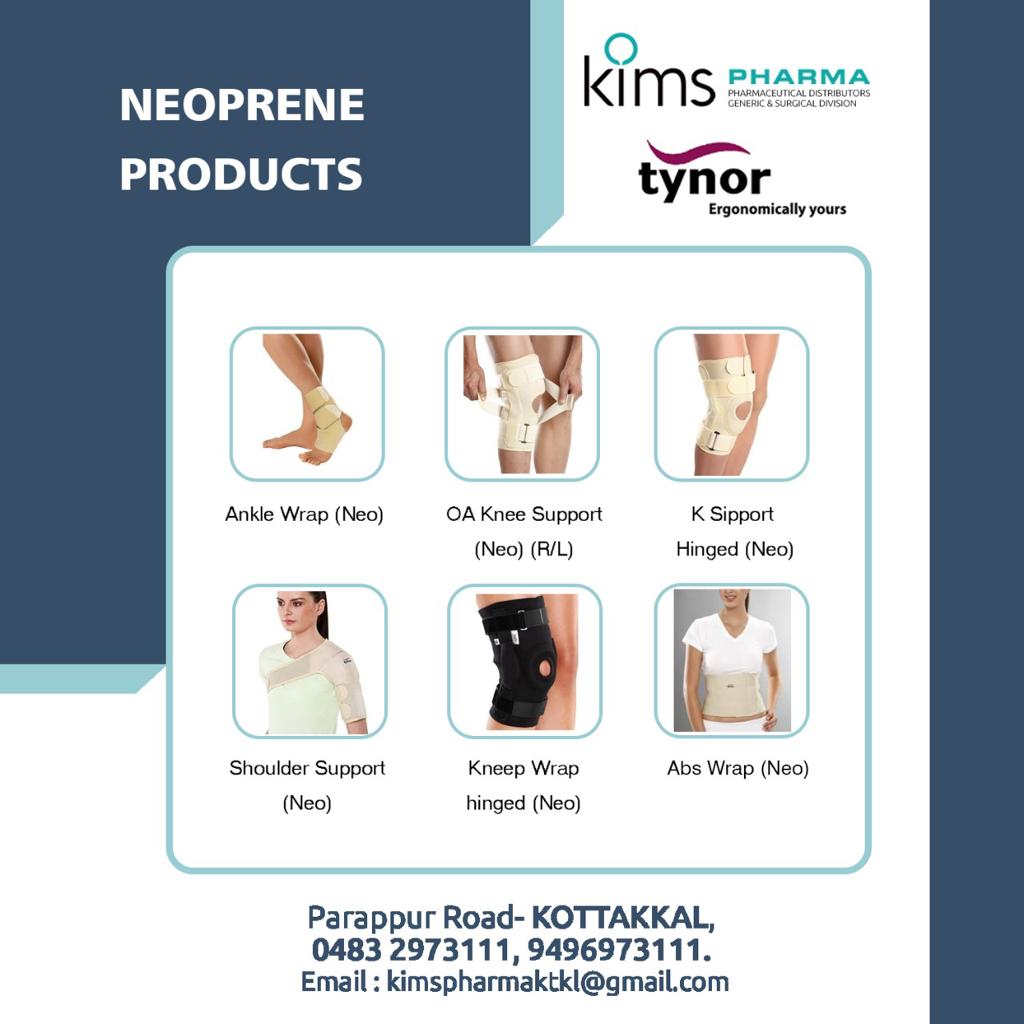 NEOPRENE
PRODUCTS
kims PHARMA
PHARMACEUTICAL DISTRIBUTORS
GENERIC & SURGICAL DIVISION
tynor
Ergonomically yours
Ankle Wrap (Neo)
OA Knee Support
(Neo) (R/L)
K Sipport
Hinged (Neo)
Shoulder Support
(Neo)
Kneep Wrap
hinged (Neo)
Abs Wrap (Neo)
Parappur Road- KOTTAKKAL,
0483 2973111, 9496973111.
Email : kimspharmaktkl@gmail.com